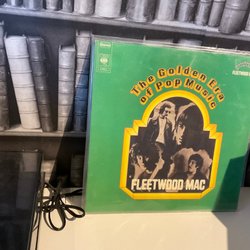 The Golden Era
of Pop Music
FLEETWOOD MAC